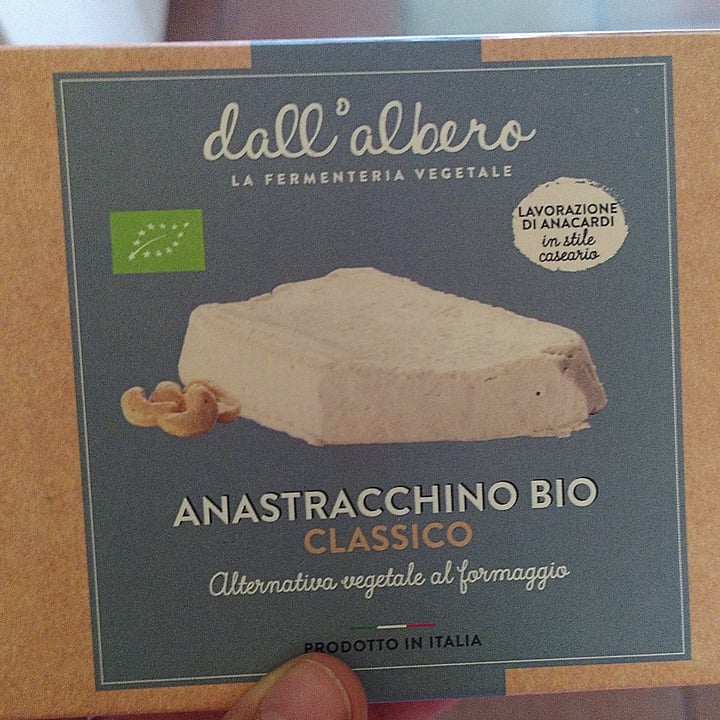 dall'albero
LA FERMENTERIA VEGETALE
LAVORAZIONE
DI ANACARDI
in stile
caseario
ANASTRACCHINO BIO
CLASSICO
Alternativa vegetale al formaggio
PRODOTTO IN ITALIA